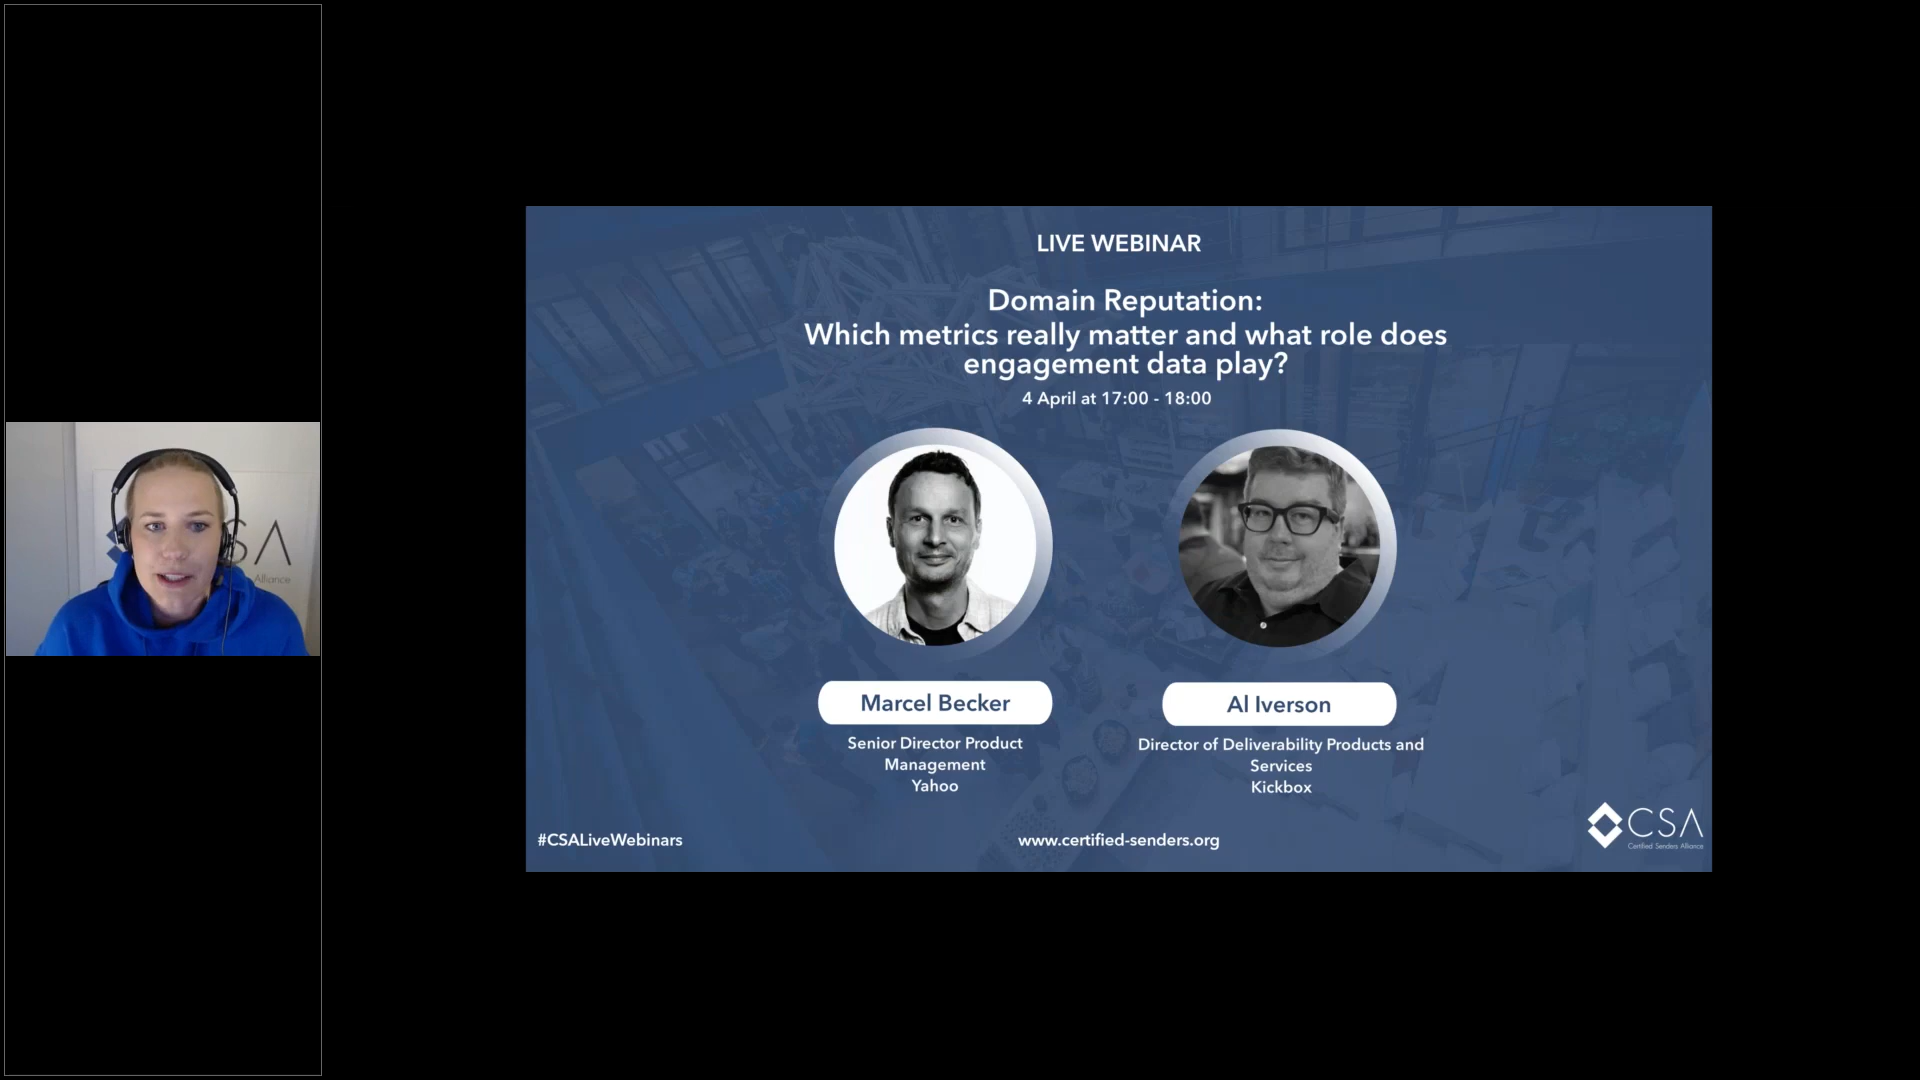 LIVE WEBINAR
Domain Reputation:
Which metrics really matter and what role does
engagement data play?
4 April at 17:00 - 18:00
Marcel Becker
Senior Director Product
Management
Yahoo
Al Iverson
Director of Deliverability Products and
Services
Kickbox
#CSALiveWebinars
www.certified-senders.org
CSA
Certified Senders Alliance
SA
Alliance